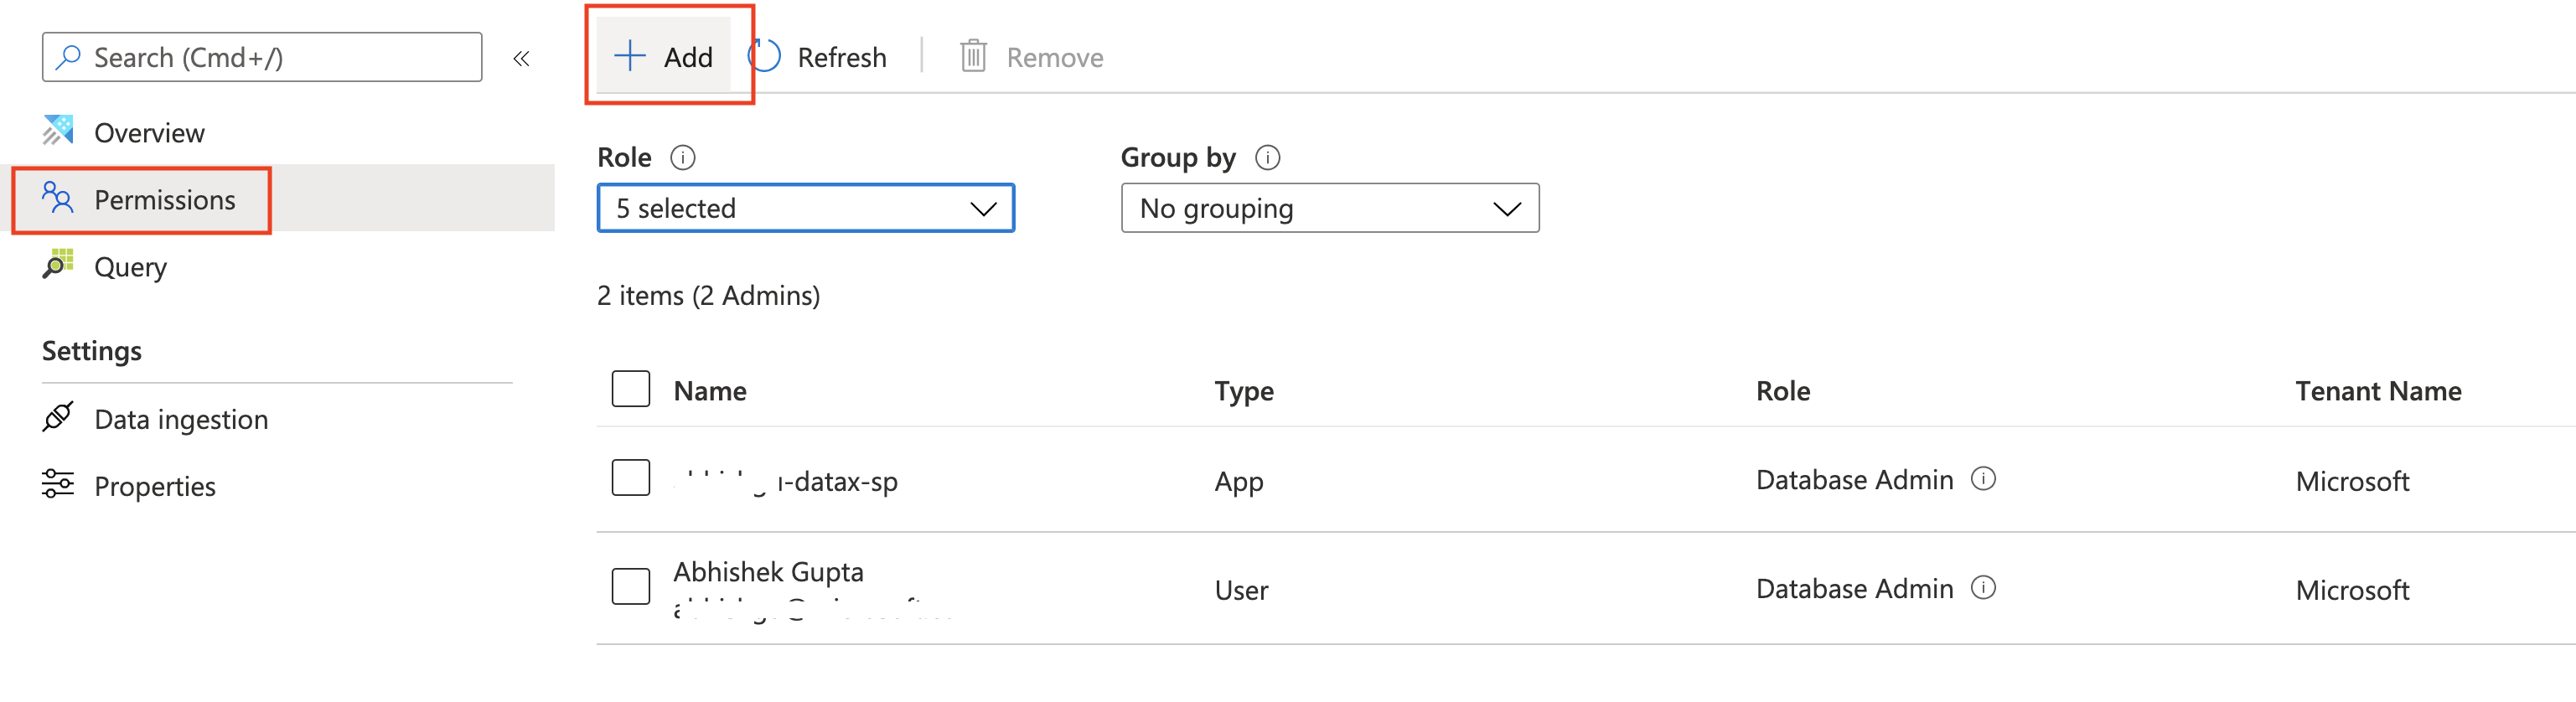 Search (Cmd+/)
«
Overview
Permissions
Query
Settings
Data ingestion
Properties
Add
Refresh
Remove
Role
Group by
5 selected
No grouping
2 items (2 Admins)
Name Type Role Tenant Name
-datax-sp App Database Admin Microsoft
Abhishek Gupta
User Database Admin Microsoft